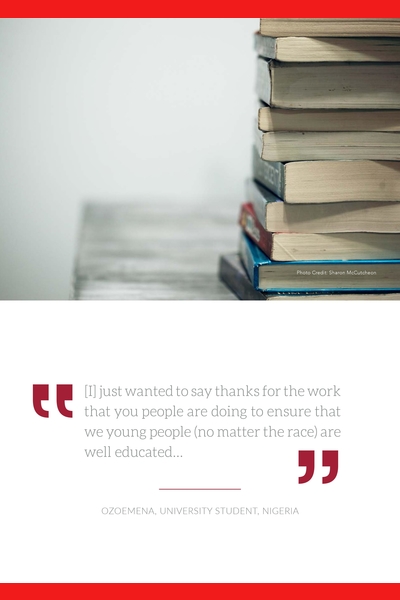 Photo Credit: Sharon McCutcheon
[I] just wanted to say thanks for the work
that you people are doing to ensure that
we young people (no matter the race) are
well educated...
OZOEMENA, UNIVERSITY STUDENT, NIGERIA